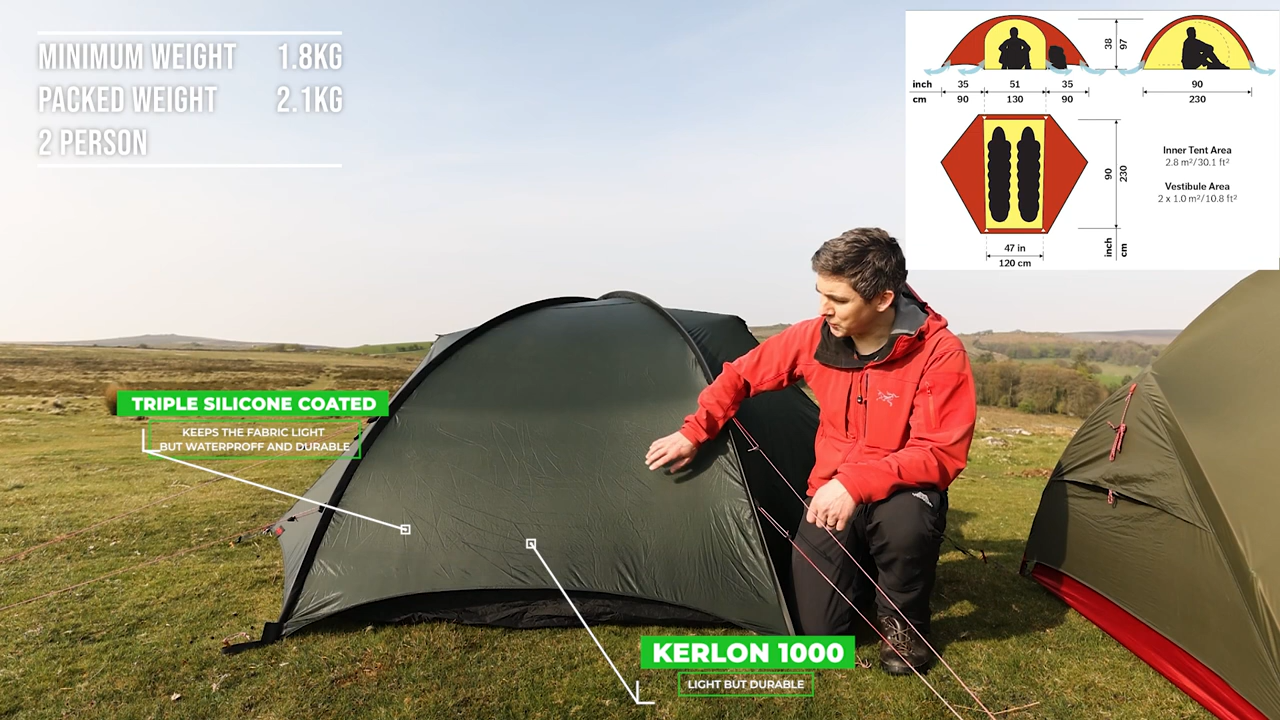 MINIMUM WEIGHT 1.8KG
PACKED WEIGHT 2.1KG
2 PERSON
38
97
inch 35 51 35
cm 90 130 90
90
230
90
230
Inner Tent Area
2.8 m²/30.1 ft²
Vestibule Area
2 x 1.0 m²/10.8 ft²
47 in
120 cm
inch
cm
TRIPLE SILICONE COATED
KEEPS THE FABRIC LIGHT
BUT WATERPROFF AND DURABLE
KERLON 1000
LIGHT BUT DURABLE